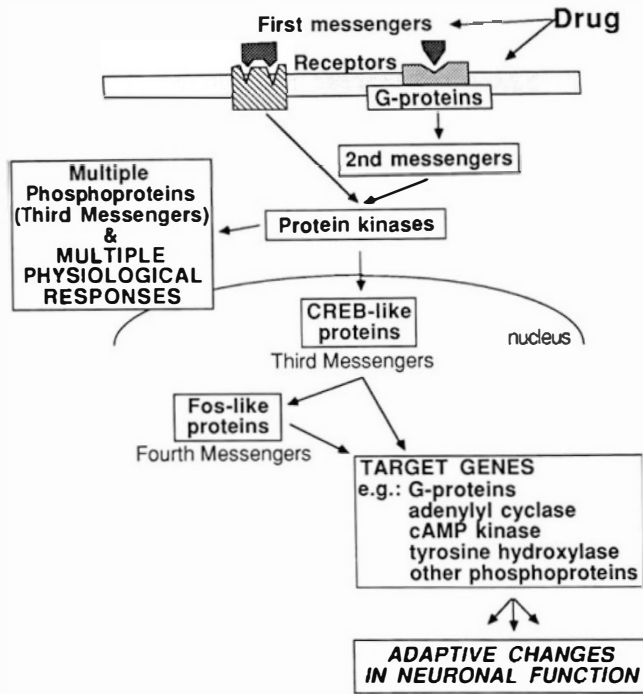 First messengers
Drug
Receptors
G-proteins
2nd messengers
Multiple
Phosphoproteins
(Third Messengers)
&
MULTIPLE
PHYSIOLOGICAL
RESPONSES
Protein kinases
CREB-like
proteins
nucleus
Third Messengers
Fos-like
proteins
Fourth Messengers
TARGET GENES
e.g.: G-proteins
adenylyl cyclase
cAMP kinase
tyrosine hydroxylase
other phosphoproteins
ADAPTIVE CHANGES
IN NEURONAL FUNCTION